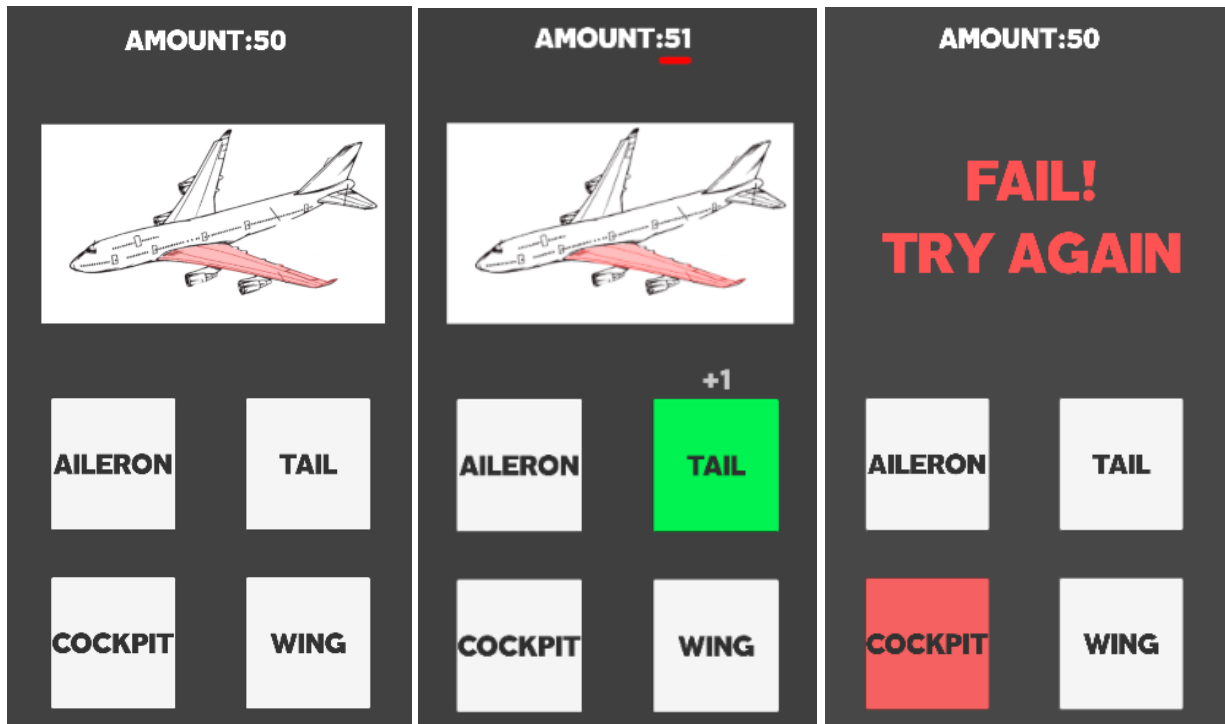 AMOUNT:50
AILERON
TAIL
COCKPIT
WING
AMOUNT:51
+1
AILERON
TAIL
COCKPIT
WING
AMOUNT:50
FAIL!
TRY AGAIN
AILERON
TAIL
COCKPIT
WING